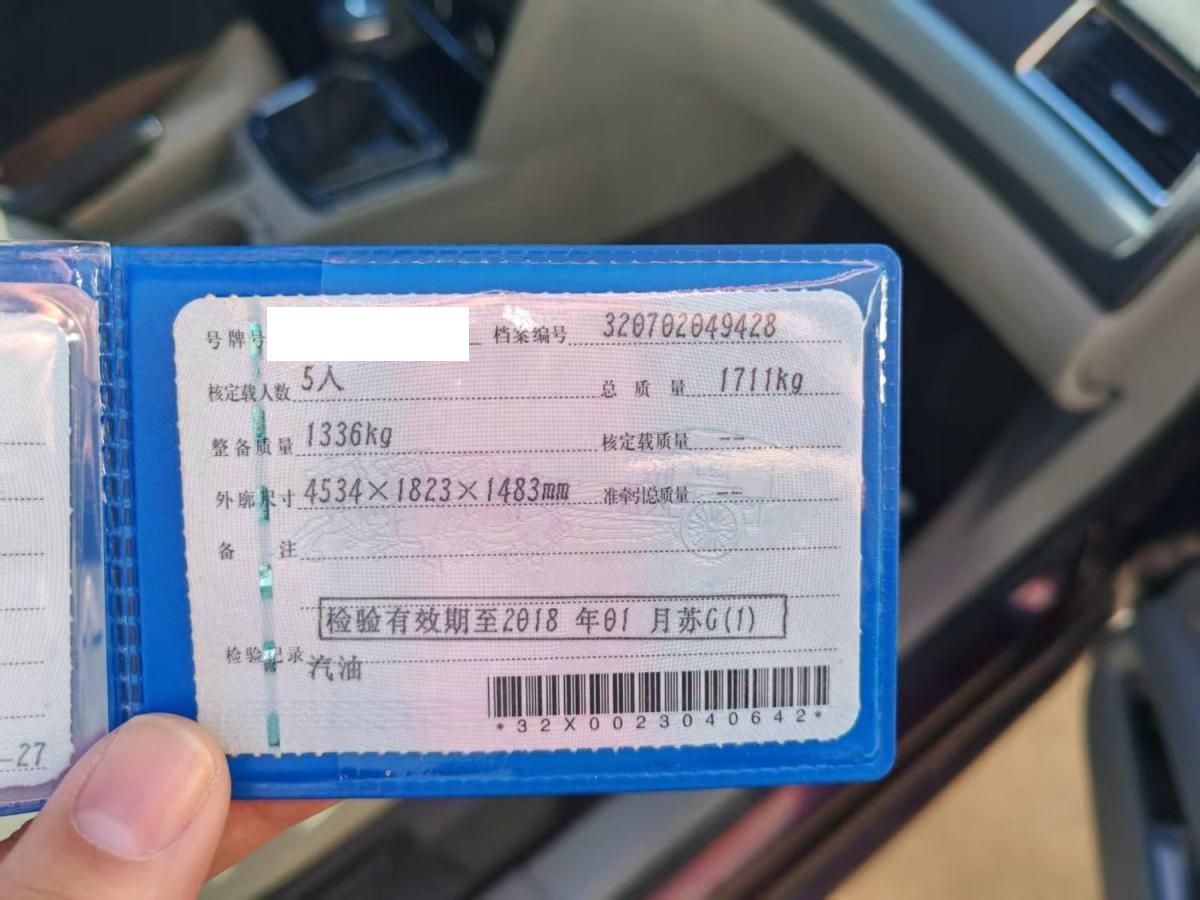 号牌号 档案编号 320702049428
核定载人数 5人 总质量 1711kg
整备质量 1336kg 核定载质量 --
外廓尺寸 4534×1823×1483mm 准牵引总质量 --
备注
检验有效期至2018 年01 月苏G(1)
检验记录 汽油
*32X0023040642*
-27